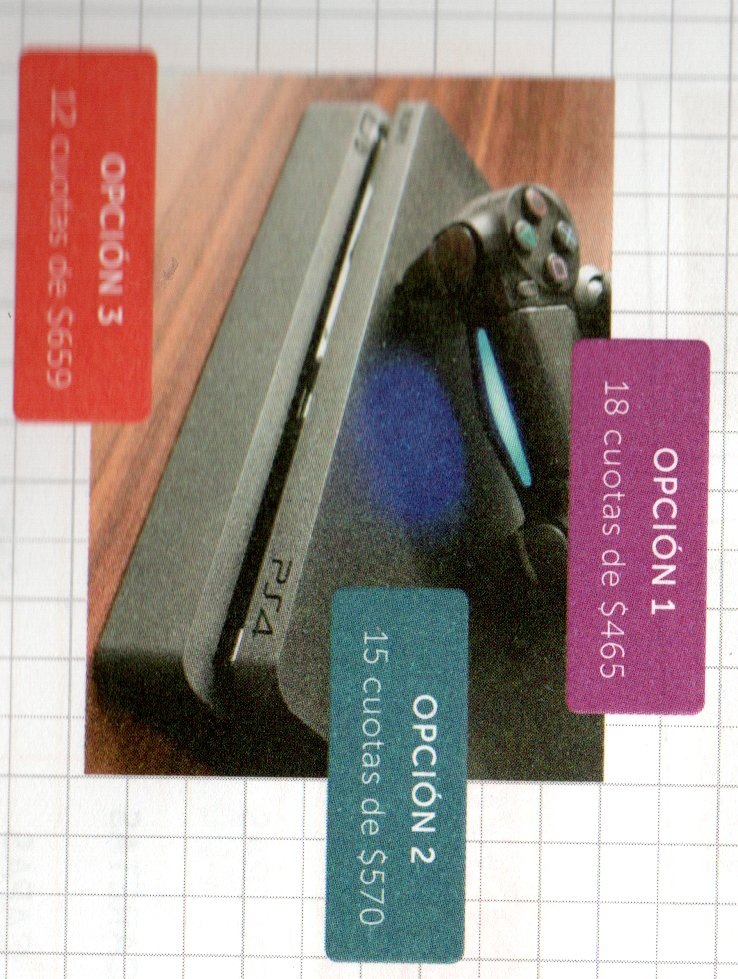 OPCIÓN 1
18 cuotas de $465
OPCIÓN 2
15 cuotas de $570
OPCIÓN 3
12 cuotas de $659
PS4